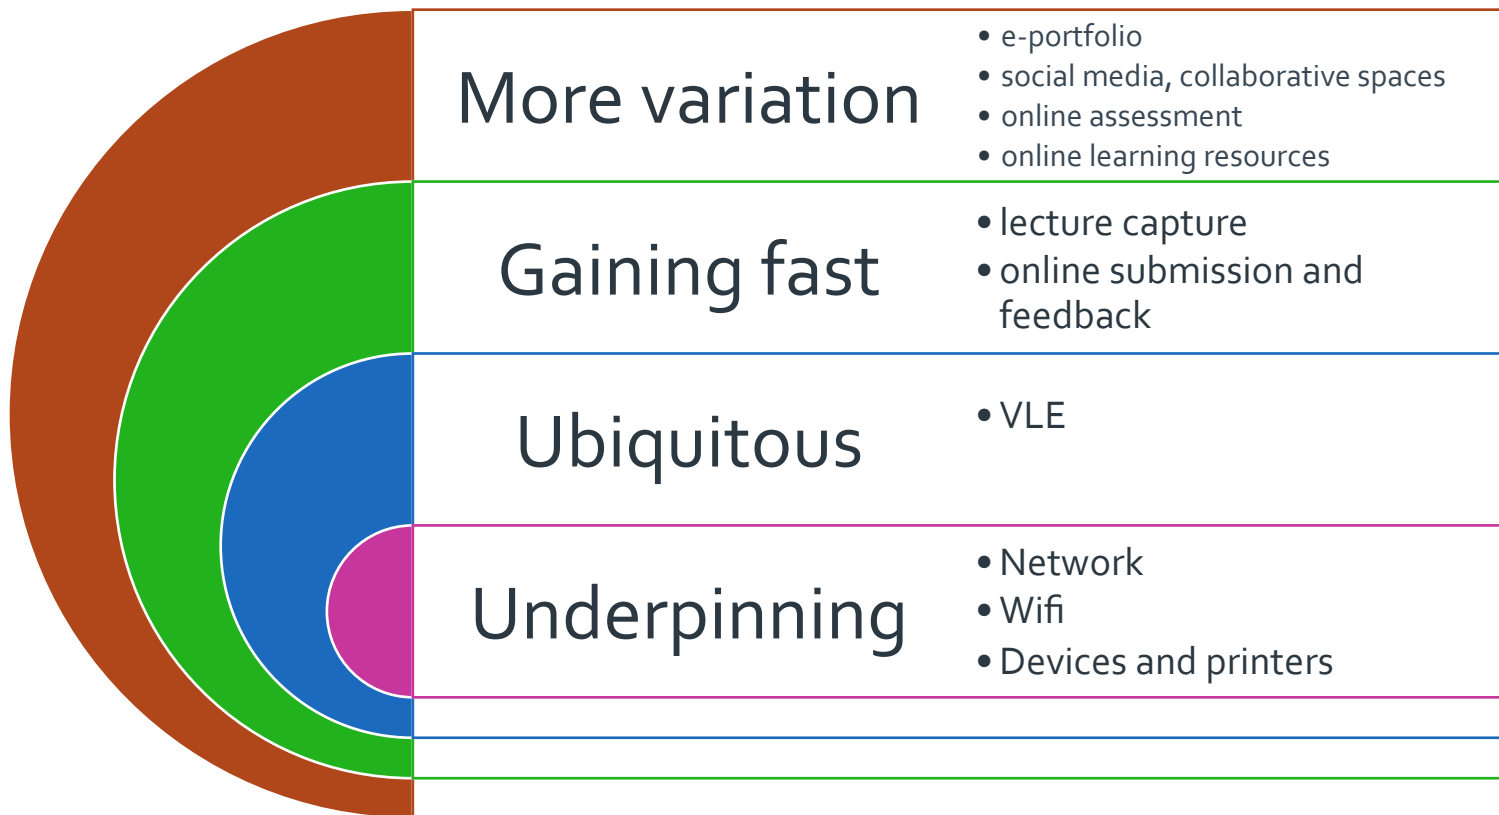 More variation
• e-portfolio
• social media, collaborative spaces
• online assessment
• online learning resources
Gaining fast
• lecture capture
• online submission and
feedback
Ubiquitous
• VLE
Underpinning
• Network
• Wifi
• Devices and printers